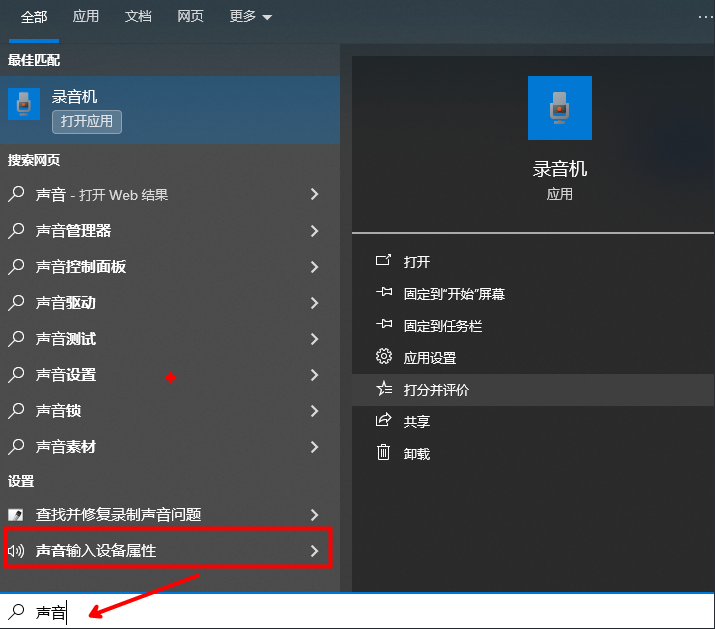 全部 应用 文档 网页 更多
最佳匹配
录音机
打开应用
搜索网页
声音 - 打开 Web 结果
声音管理器
声音控制面板
声音驱动
声音测试
声音设置
声音锁
声音素材
设置
查找并修复录制声音问题
声音输入设备属性
声音
录音机
应用
打开
固定到"开始"屏幕
固定到任务栏
应用设置
打分并评价
共享
卸载